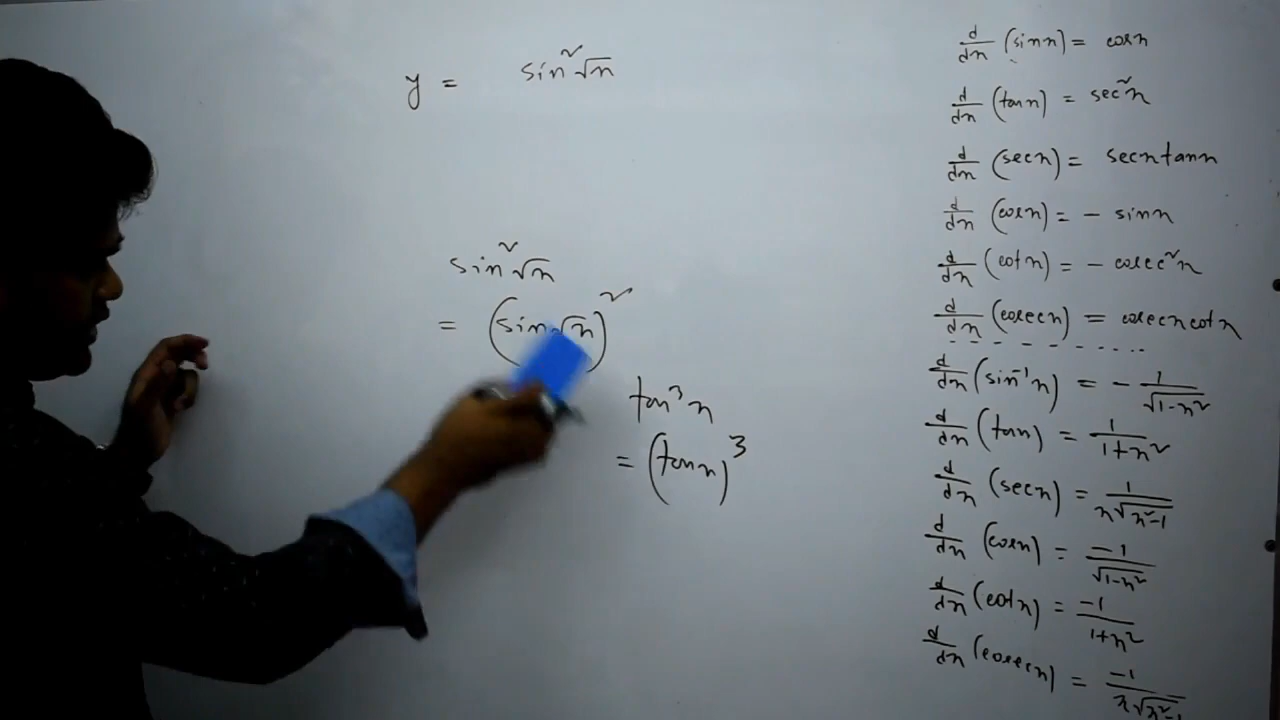 y = sin²√x
sin²√x
= (sin√x)²
tan³x
= (tanx)³
d/dx (sinx) = cosx
d/dx (tanx) = sec²x
d/dx (secx) = secxtanx
d/dx (cosx) = - sinx
d/dx (cotx) = - cosec²x
d/dx (cosecx) = cosecxcotx
d/dx (sin⁻¹x) = - 1/√1-x²
d/dx (tanx) = 1/1+x²
d/dx (secx) = 1/x√x²-1
d/dx (cosx) = -1/√1-x²
d/dx (cotx) = -1/1+x²
d/dx (cosecx) = -1/x√x²-1